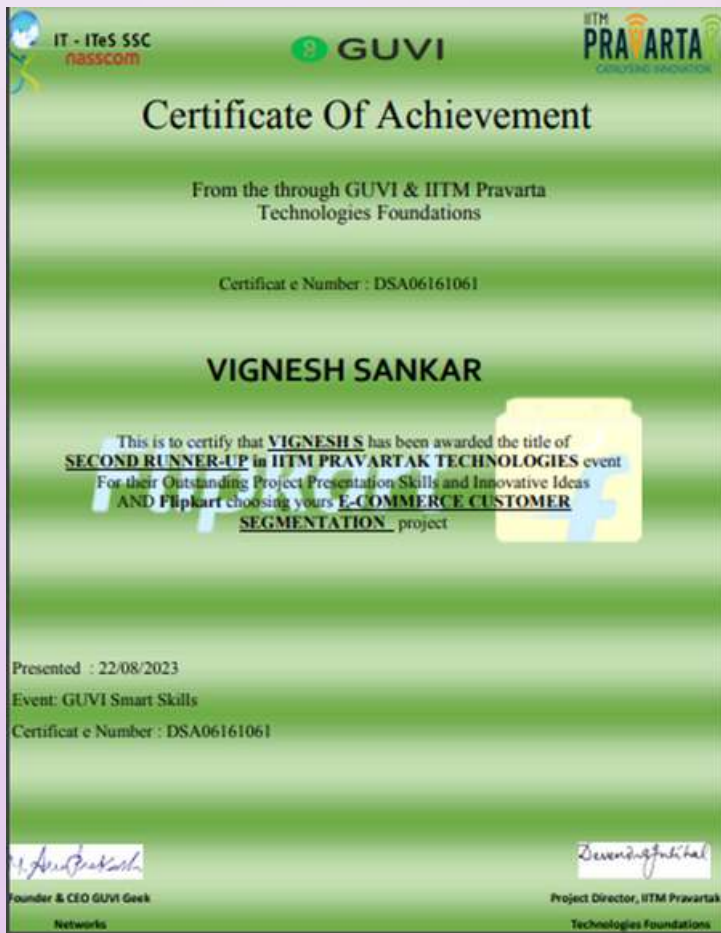 IT - ITeS SSC
nasscom
GUVI
IITM
PRAVARTA
CATALYSING INNOVATION
Certificate Of Achievement
From the through GUVI & IITM Pravarta
Technologies Foundations
Certificat e Number : DSA06161061
VIGNESH SANKAR
This is to certify that VIGNESH S has been awarded the title of
SECOND RUNNER-UP in IITM PRAVARTAK TECHNOLOGIES event
For their Outstanding Project Presentation Skills and Innovative Ideas
AND Flipkart choosing yours E-COMMERCE CUSTOMER
SEGMENTATION project
Presented : 22/08/2023
Event: GUVI Smart Skills
Certificat e Number : DSA06161061
Founder & CEO GUVI Geek
Networks
Project Director, IITM Pravartak
Technologies Foundations